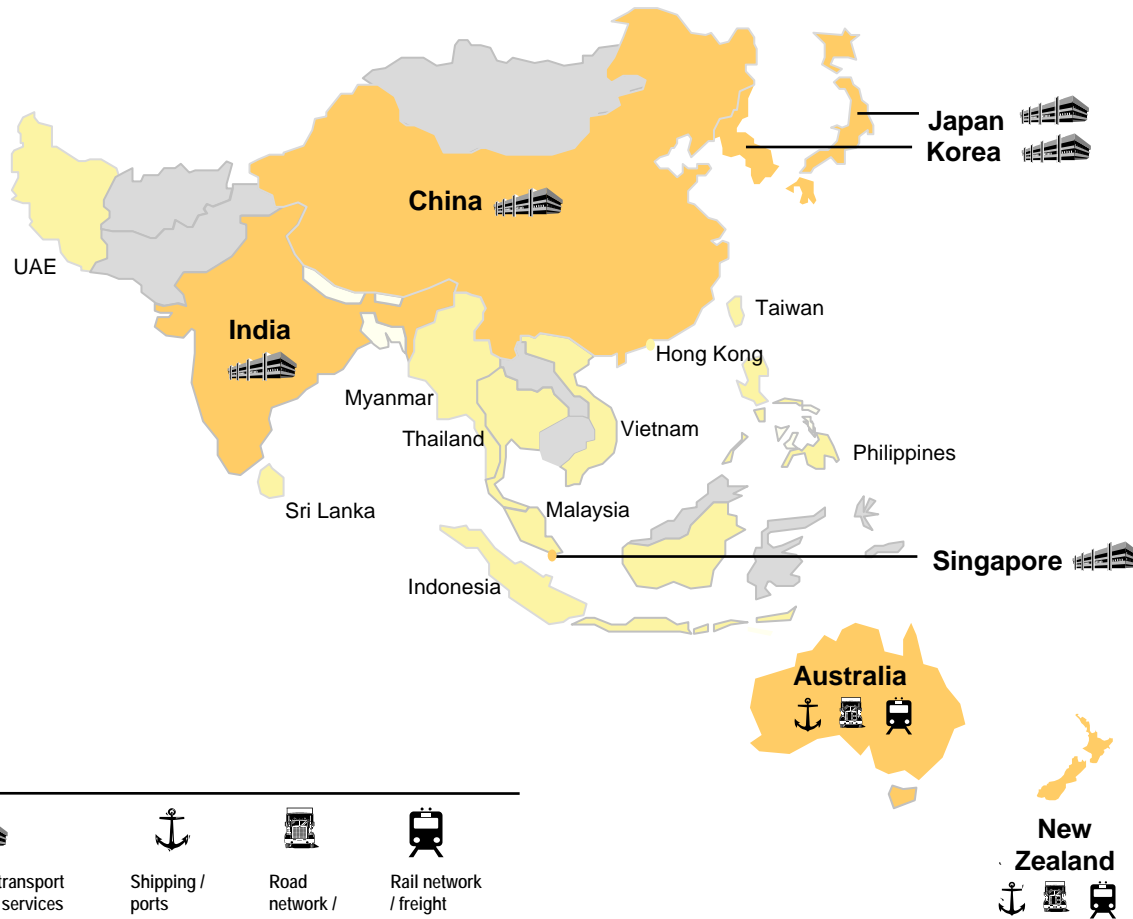 Japan
Korea
China
UAE
Taiwan
India
Hong Kong
Myanmar
Thailand
Vietnam
Philippines
Sri Lanka
Malaysia
Singapore
Indonesia
Australia
New
Zealand
transport
services
Shipping /
ports
Road
network /
Rail network
/ freight